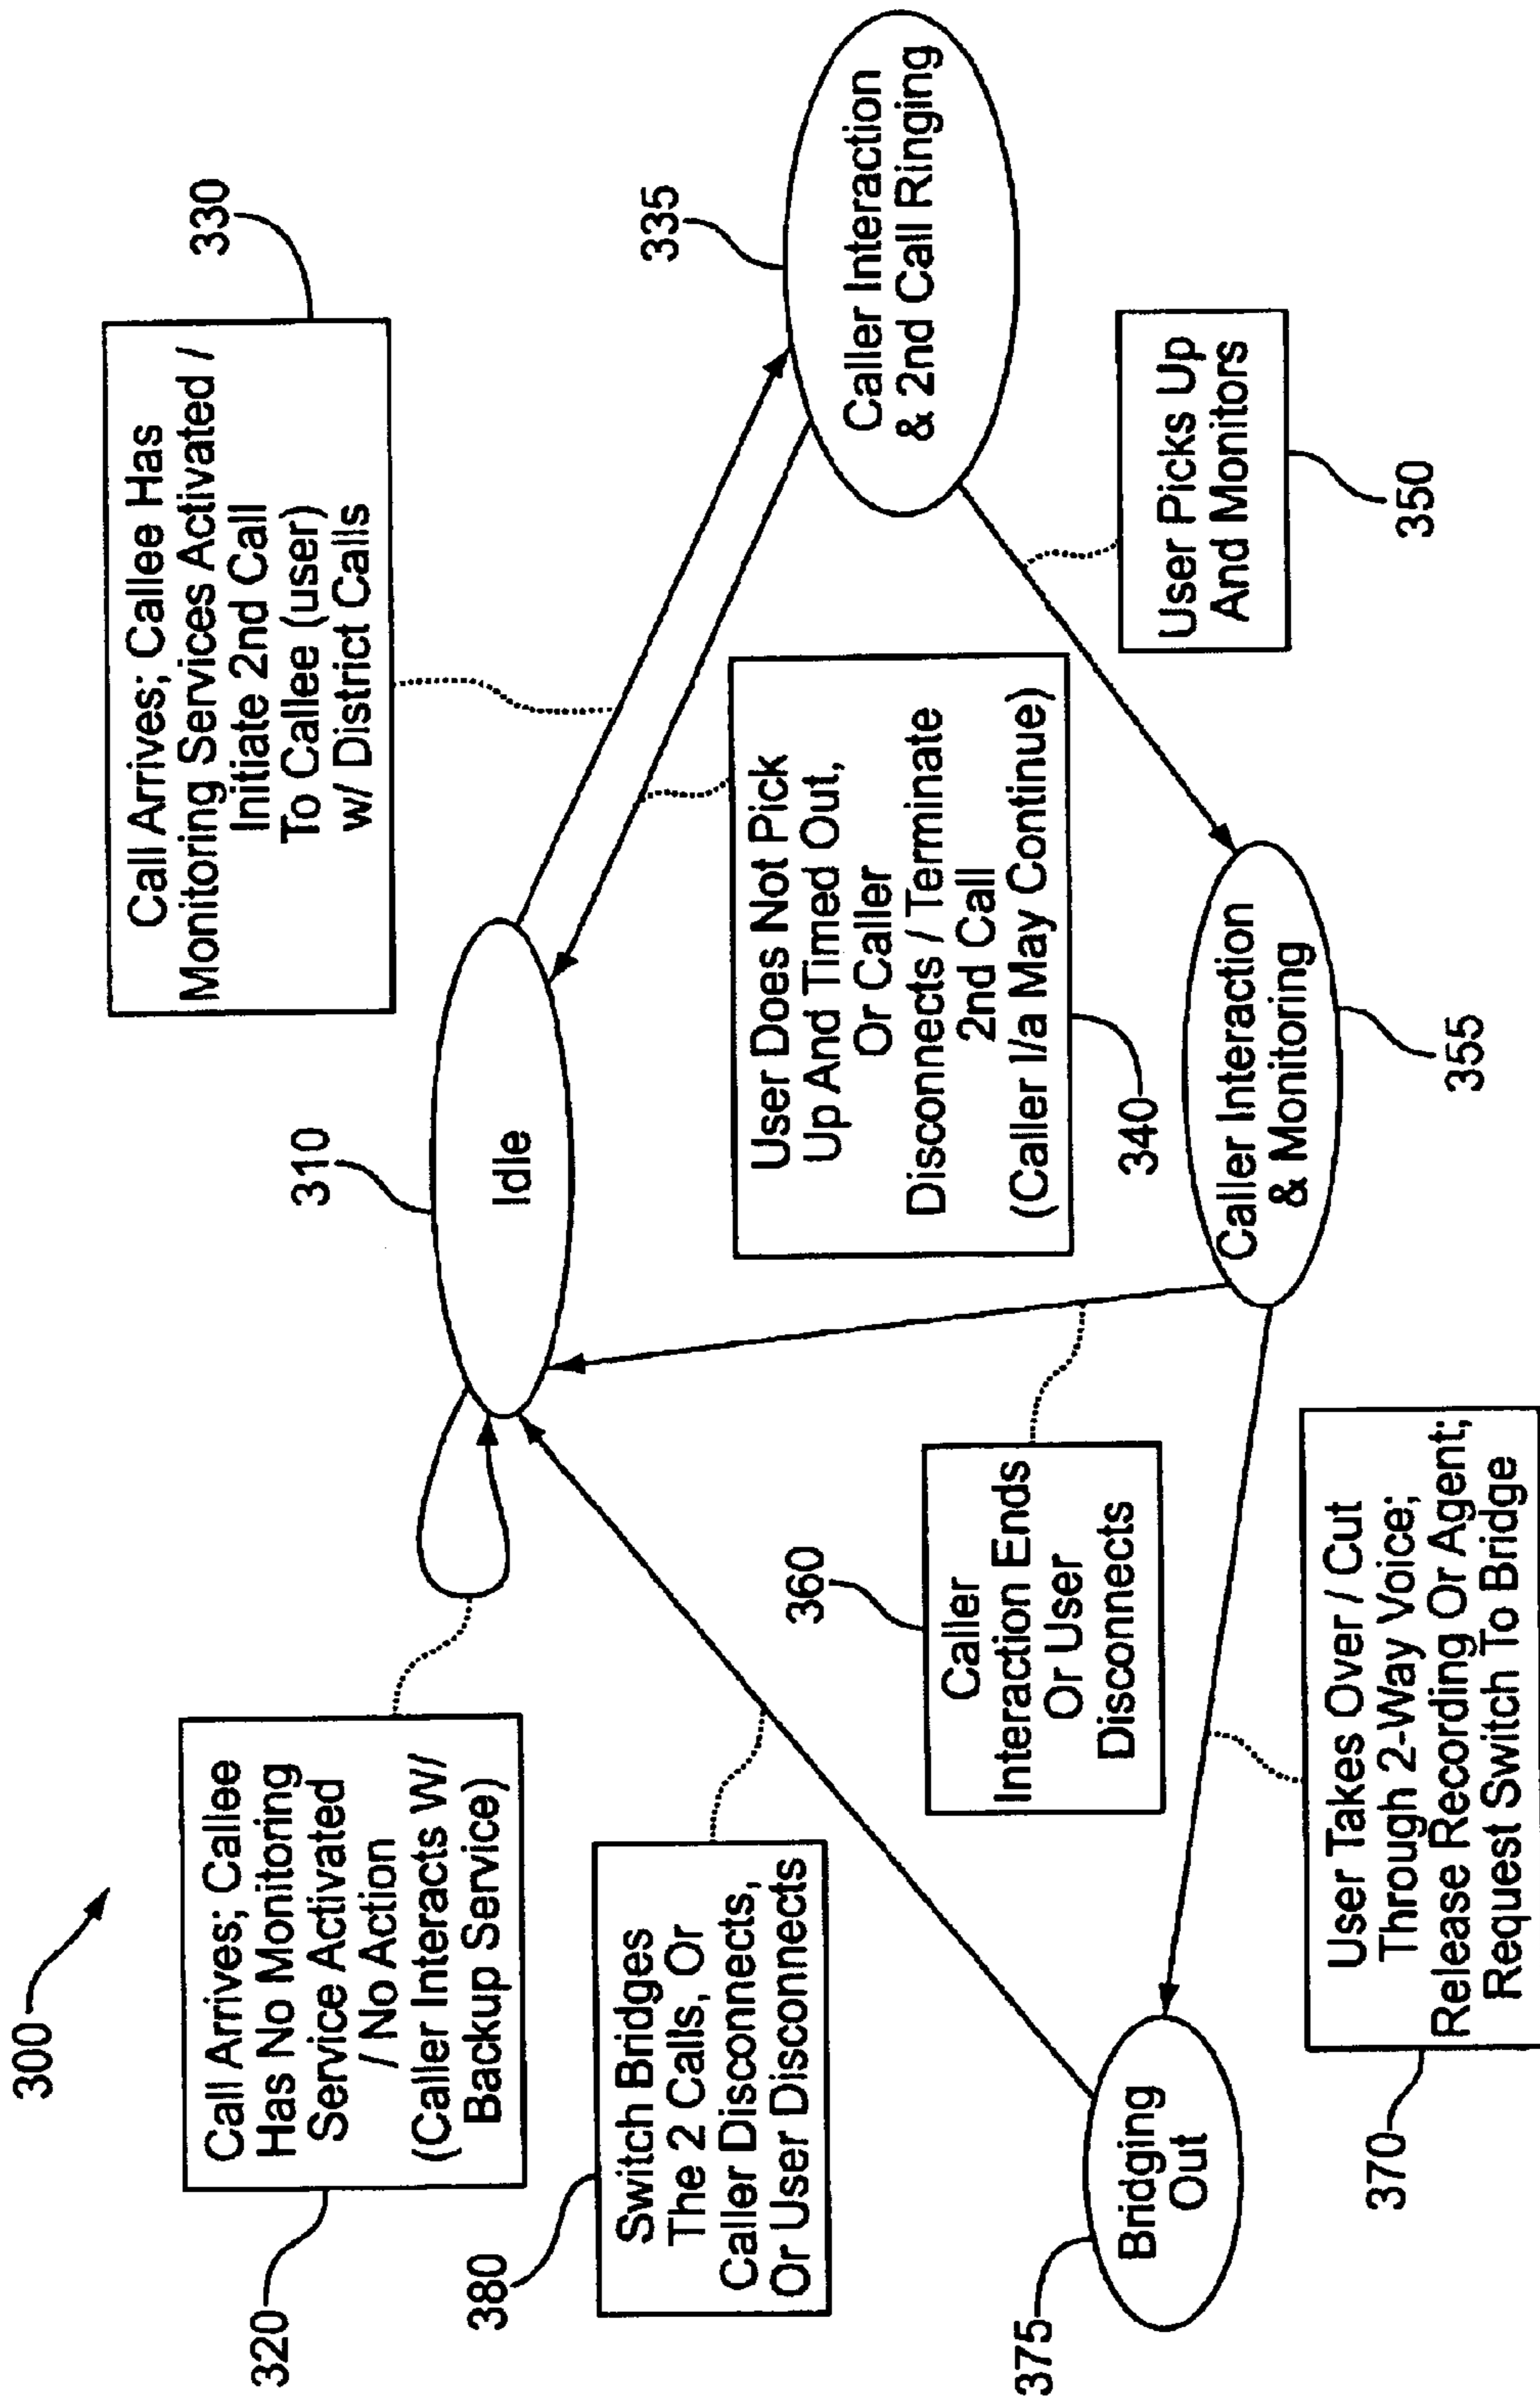 300
320
Call Arrives; Callee
Has No Monitoring
Service Activated
/ No Action
(Caller Interacts W/
Backup Service)
310
Idle
330
Call Arrives; Callee Has
Monitoring Services Activated /
Initiate 2nd Call
To Callee (user)
w/ District Calls
335
Caller Interaction
& 2nd Call Ringing
380
Switch Bridges
The 2 Calls, Or
Caller Disconnects,
Or User Disconnects
340
User Does Not Pick
Up And Timed Out,
Or Caller
Disconnects / Terminate
2nd Call
(Caller I/a May Continue)
360
Caller
Interaction Ends
Or User
Disconnects
350
User Picks Up
And Monitors
375
Bridging
Out
355
Caller Interaction
& Monitoring
370
User Takes Over / Cut
Through 2-Way Voice;
Release Recording Or Agent;
Request Switch To Bridge